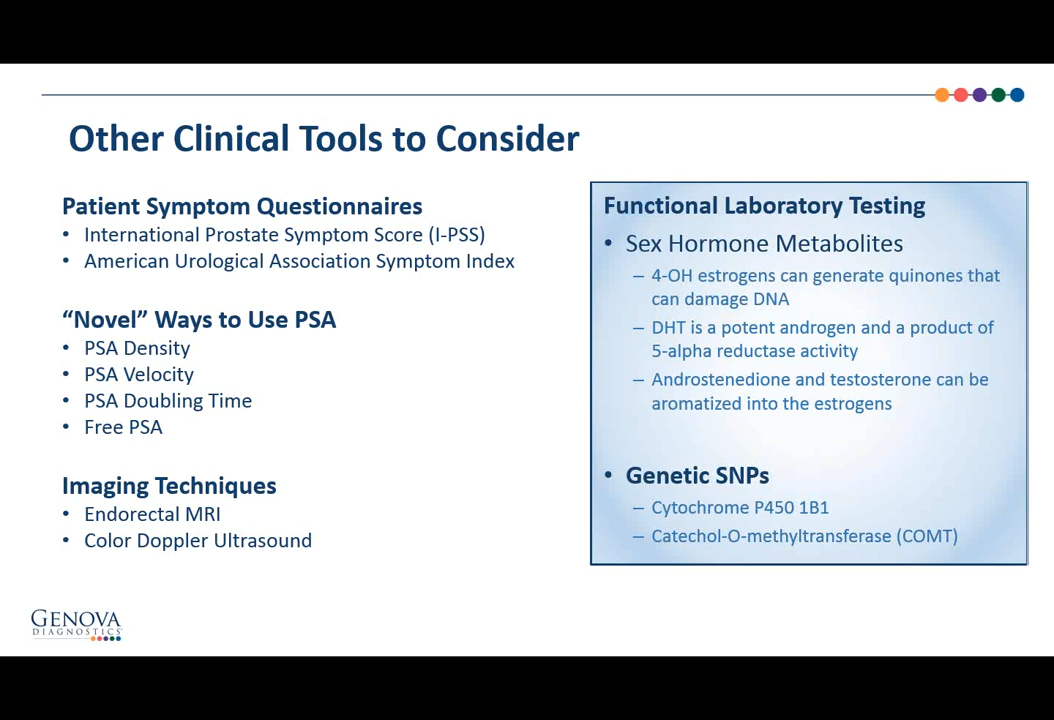 Other Clinical Tools to Consider
Patient Symptom Questionnaires
• International Prostate Symptom Score (I-PSS)
• American Urological Association Symptom Index
“Novel” Ways to Use PSA
• PSA Density
• PSA Velocity
• PSA Doubling Time
• Free PSA
Imaging Techniques
• Endorectal MRI
• Color Doppler Ultrasound
Functional Laboratory Testing
• Sex Hormone Metabolites
– 4-OH estrogens can generate quinones that
can damage DNA
– DHT is a potent androgen and a product of
5-alpha reductase activity
– Androstenedione and testosterone can be
aromatized into the estrogens
• Genetic SNPs
– Cytochrome P450 1B1
– Catechol-O-methyltransferase (COMT)
GENOVA
DIAGNOSTICS